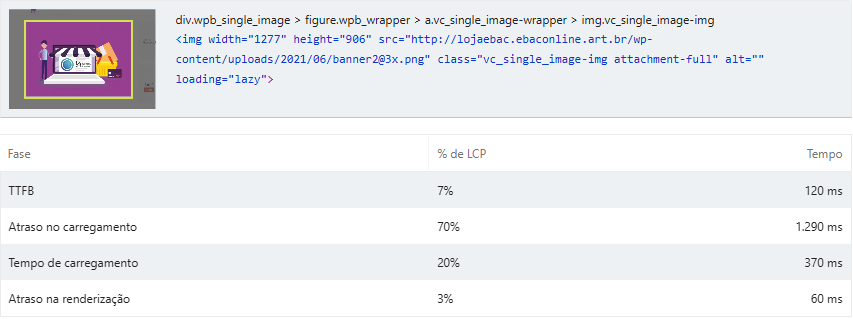 div.wpb_single_image > figure.wpb_wrapper > a.vc_single_image-wrapper > img.vc_single_image-img
<img width="1277" height="906" src="http://lojaebac.ebaconline.art.br/wp-
content/uploads/2021/06/banner2@3x.png" class="vc_single_image-img attachment-full" alt=""
loading="lazy">
Fase % de LCP Tempo
TTFB 7% 120 ms
Atraso no carregamento 70% 1.290 ms
Tempo de carregamento 20% 370 ms
Atraso na renderização 3% 60 ms